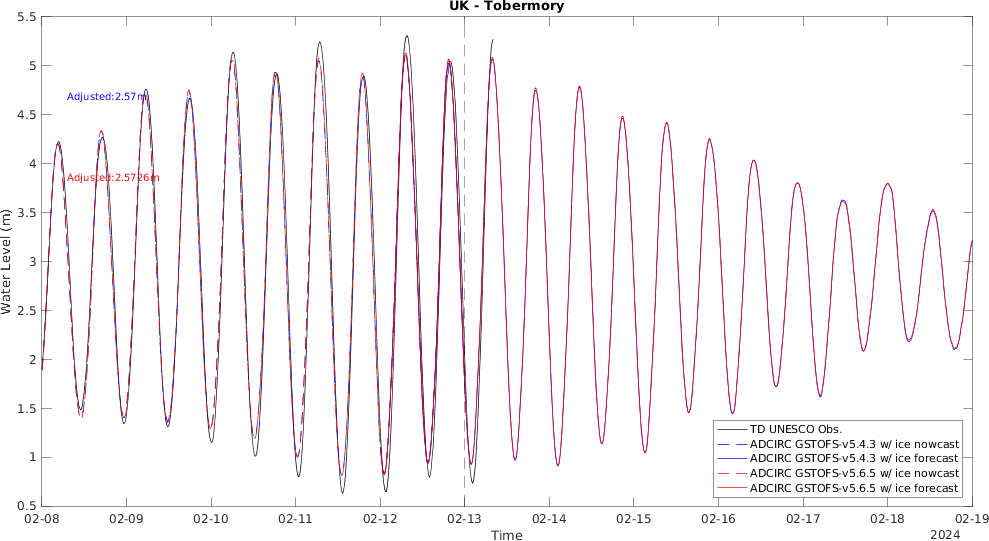 UK - Tobermory
5.5
5
4.5
4
3.5
3
2.5
2
1.5
1
0.5
Water Level (m)
Adjusted:2.57m
Adjusted:2.5726m
TD UNESCO Obs.
ADCIRC GSTOFS-v5.4.3 w/ ice nowcast
ADCIRC GSTOFS-v5.4.3 w/ ice forecast
ADCIRC GSTOFS-v5.6.5 w/ ice nowcast
ADCIRC GSTOFS-v5.6.5 w/ ice forecast
02-08 02-09 02-10 02-11 02-12 02-13 02-14 02-15 02-16 02-17 02-18 02-19
Time
2024